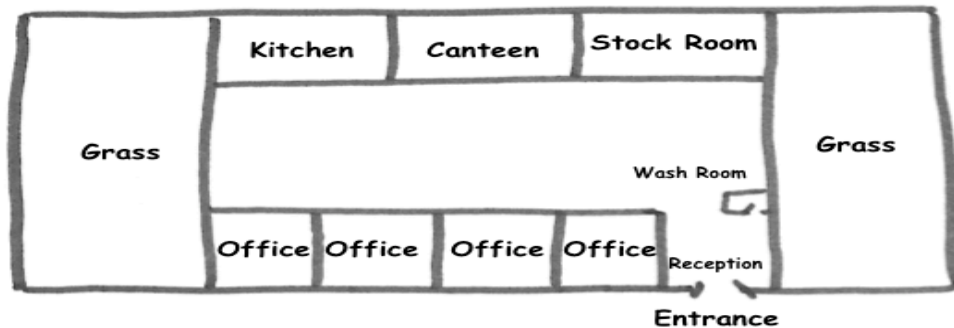 Kitchen
Canteen
Stock Room
Grass
Grass
Wash Room
Office
Office
Office
Office
Reception
Entrance